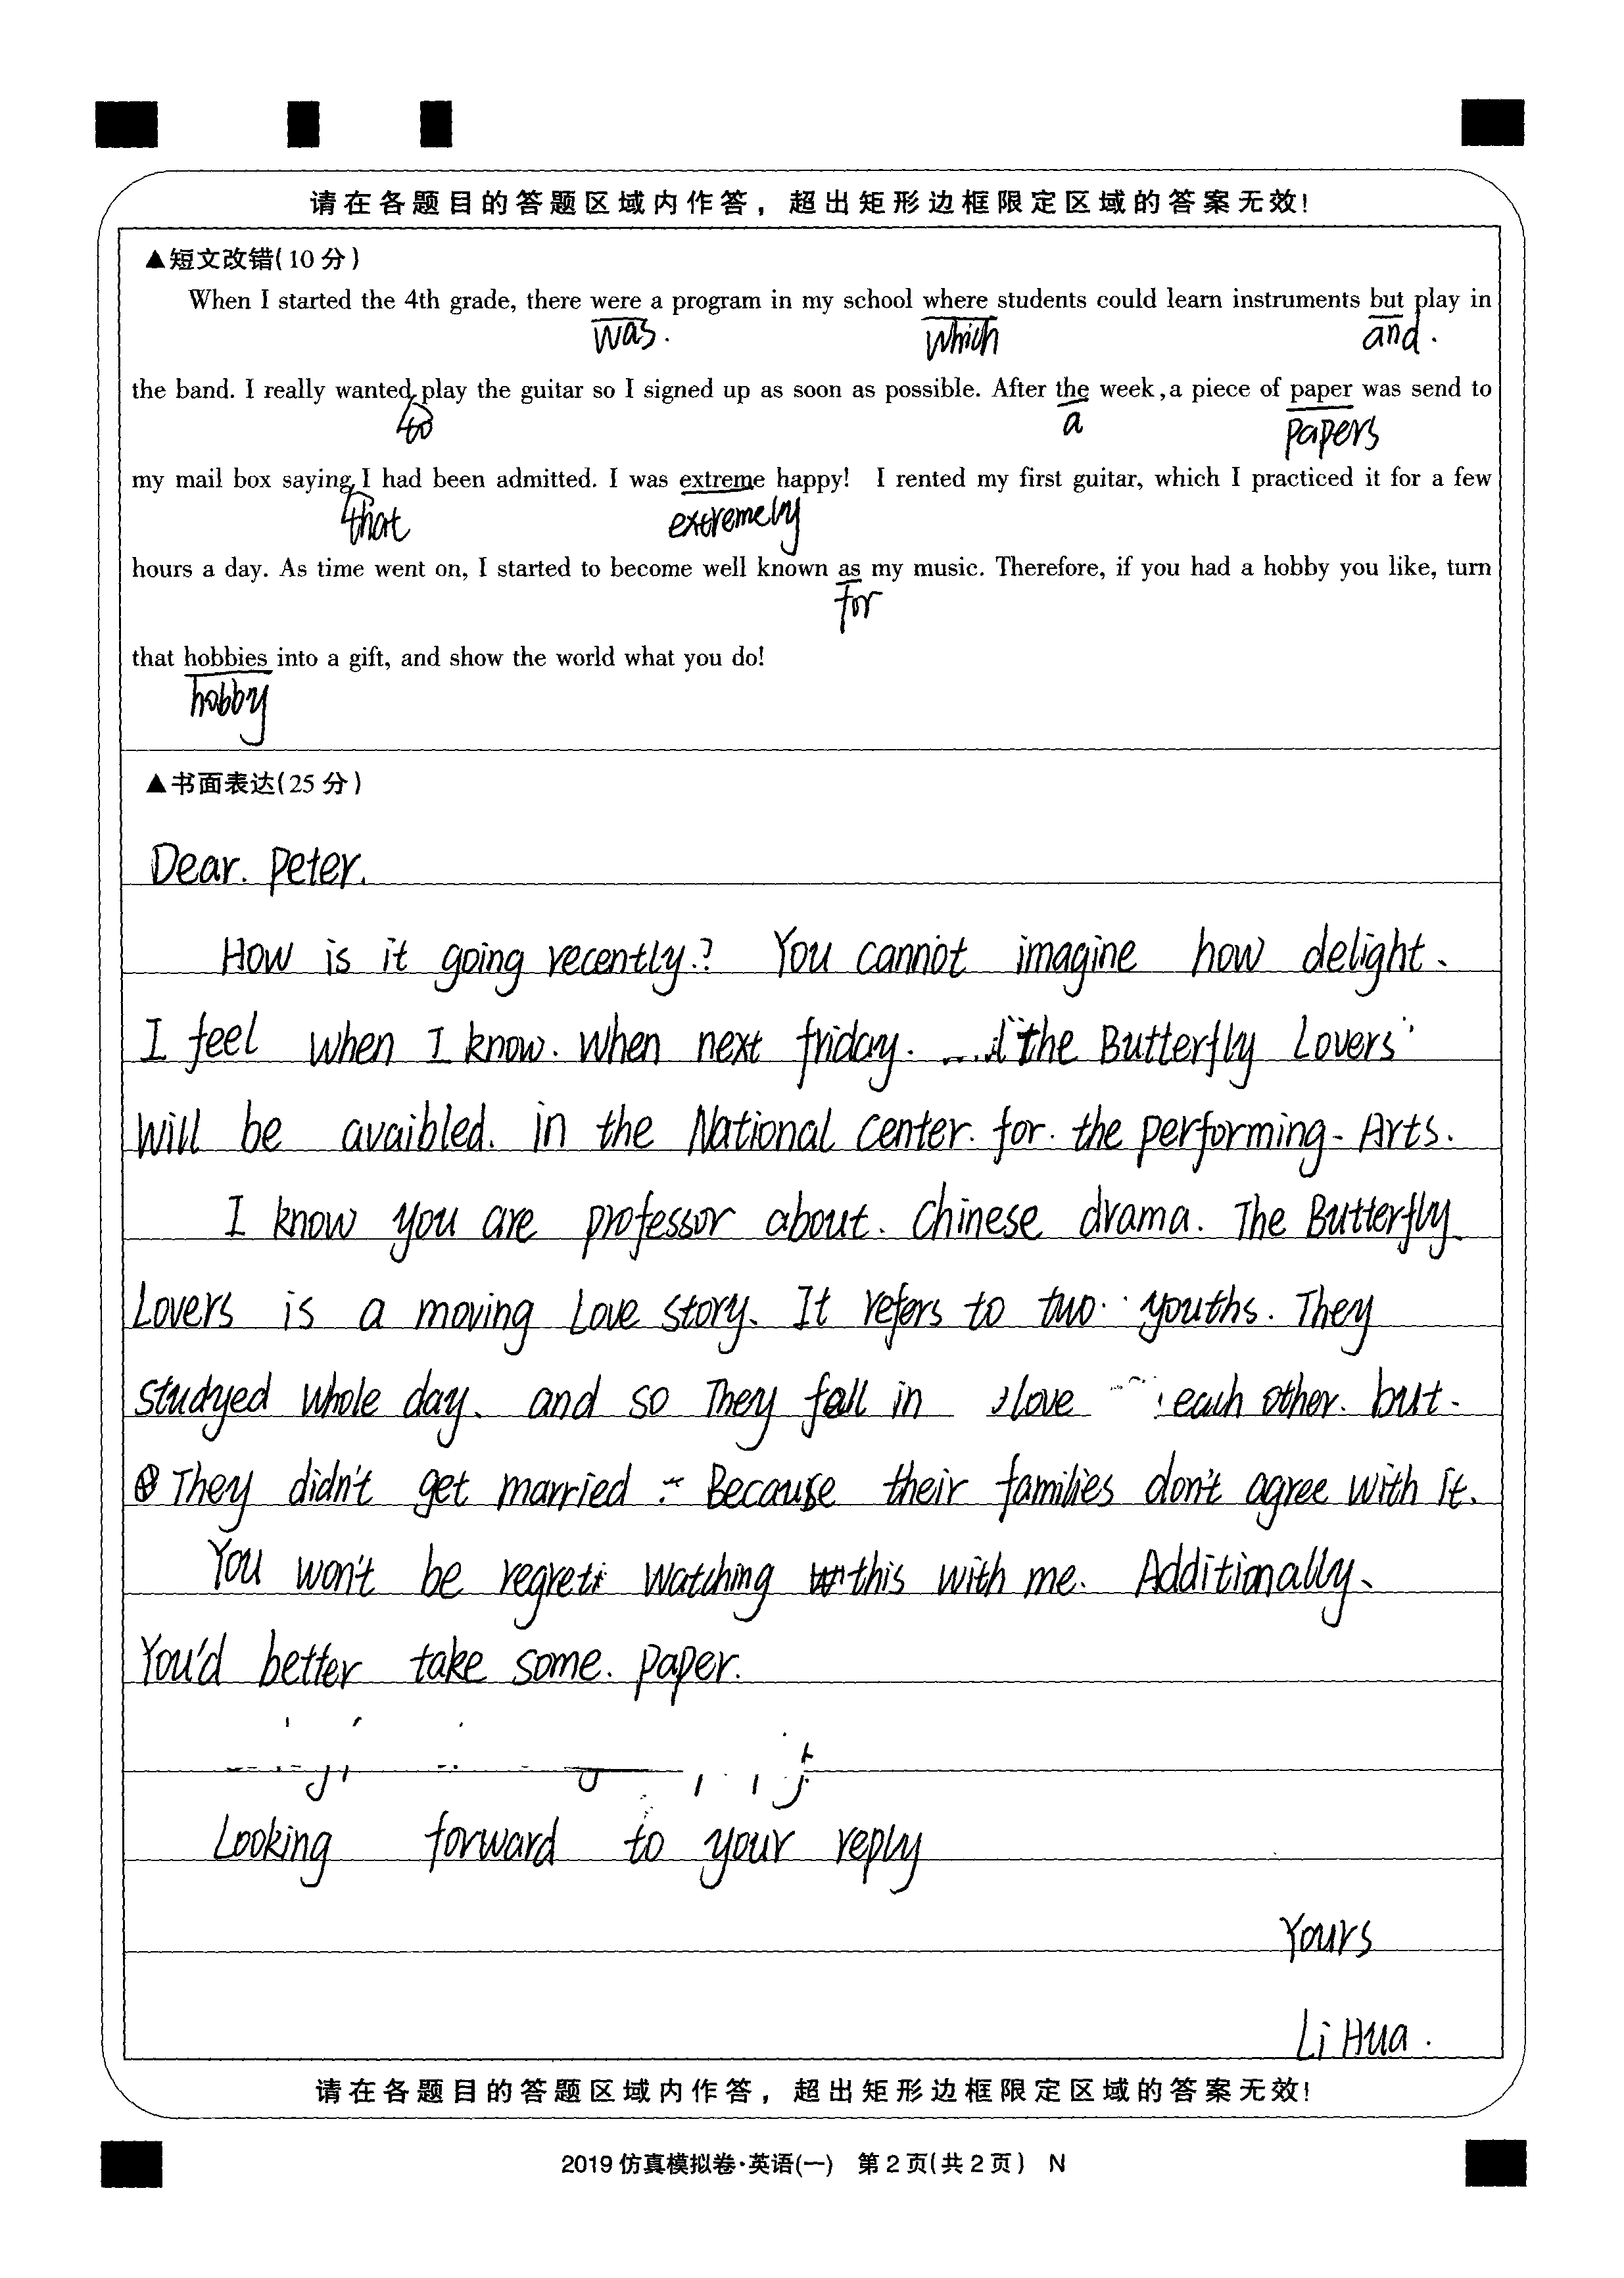 请在各题目的答题区域内作答，超出矩形边框限定区域的答案无效!
▲短文改错(10分)
When I started the 4th grade, there were a program in my school where students could learn instruments but play in
was. which and.
the band. I really wanted play the guitar so I signed up as soon as possible. After the week,a piece of paper was send to
to a papers
my mail box saying I had been admitted. I was extreme happy! I rented my first guitar, which I practiced it for a few
that extremely
hours a day. As time went on, I started to become well known as my music. Therefore, if you had a hobby you like, turn
for
that hobbies into a gift, and show the world what you do!
hobby
▲书面表达(25分)
Dear. Peter.
How is it going recently.? You cannot imagine how delight.
I feel when I know. when next friday. "the Butterfly Lovers"
will be avaibled. in the National center. for. the performing- Arts.
I know you are professor about. Chinese drama. The Butterfly
Lovers is a moving love story. It refers to two youths. They
studyed whole day. and so They fall in love each other. but.
They didn't get married Because their families don't agree with it.
You won't be regret watching this with me. Additionally.
You'd better take some. paper.
Looking forward to your reply
Yours
Li Hua.
请在各题目的答题区域内作答，超出矩形边框限定区域的答案无效!
2019仿真模拟卷·英语(一) 第2页(共2页) N